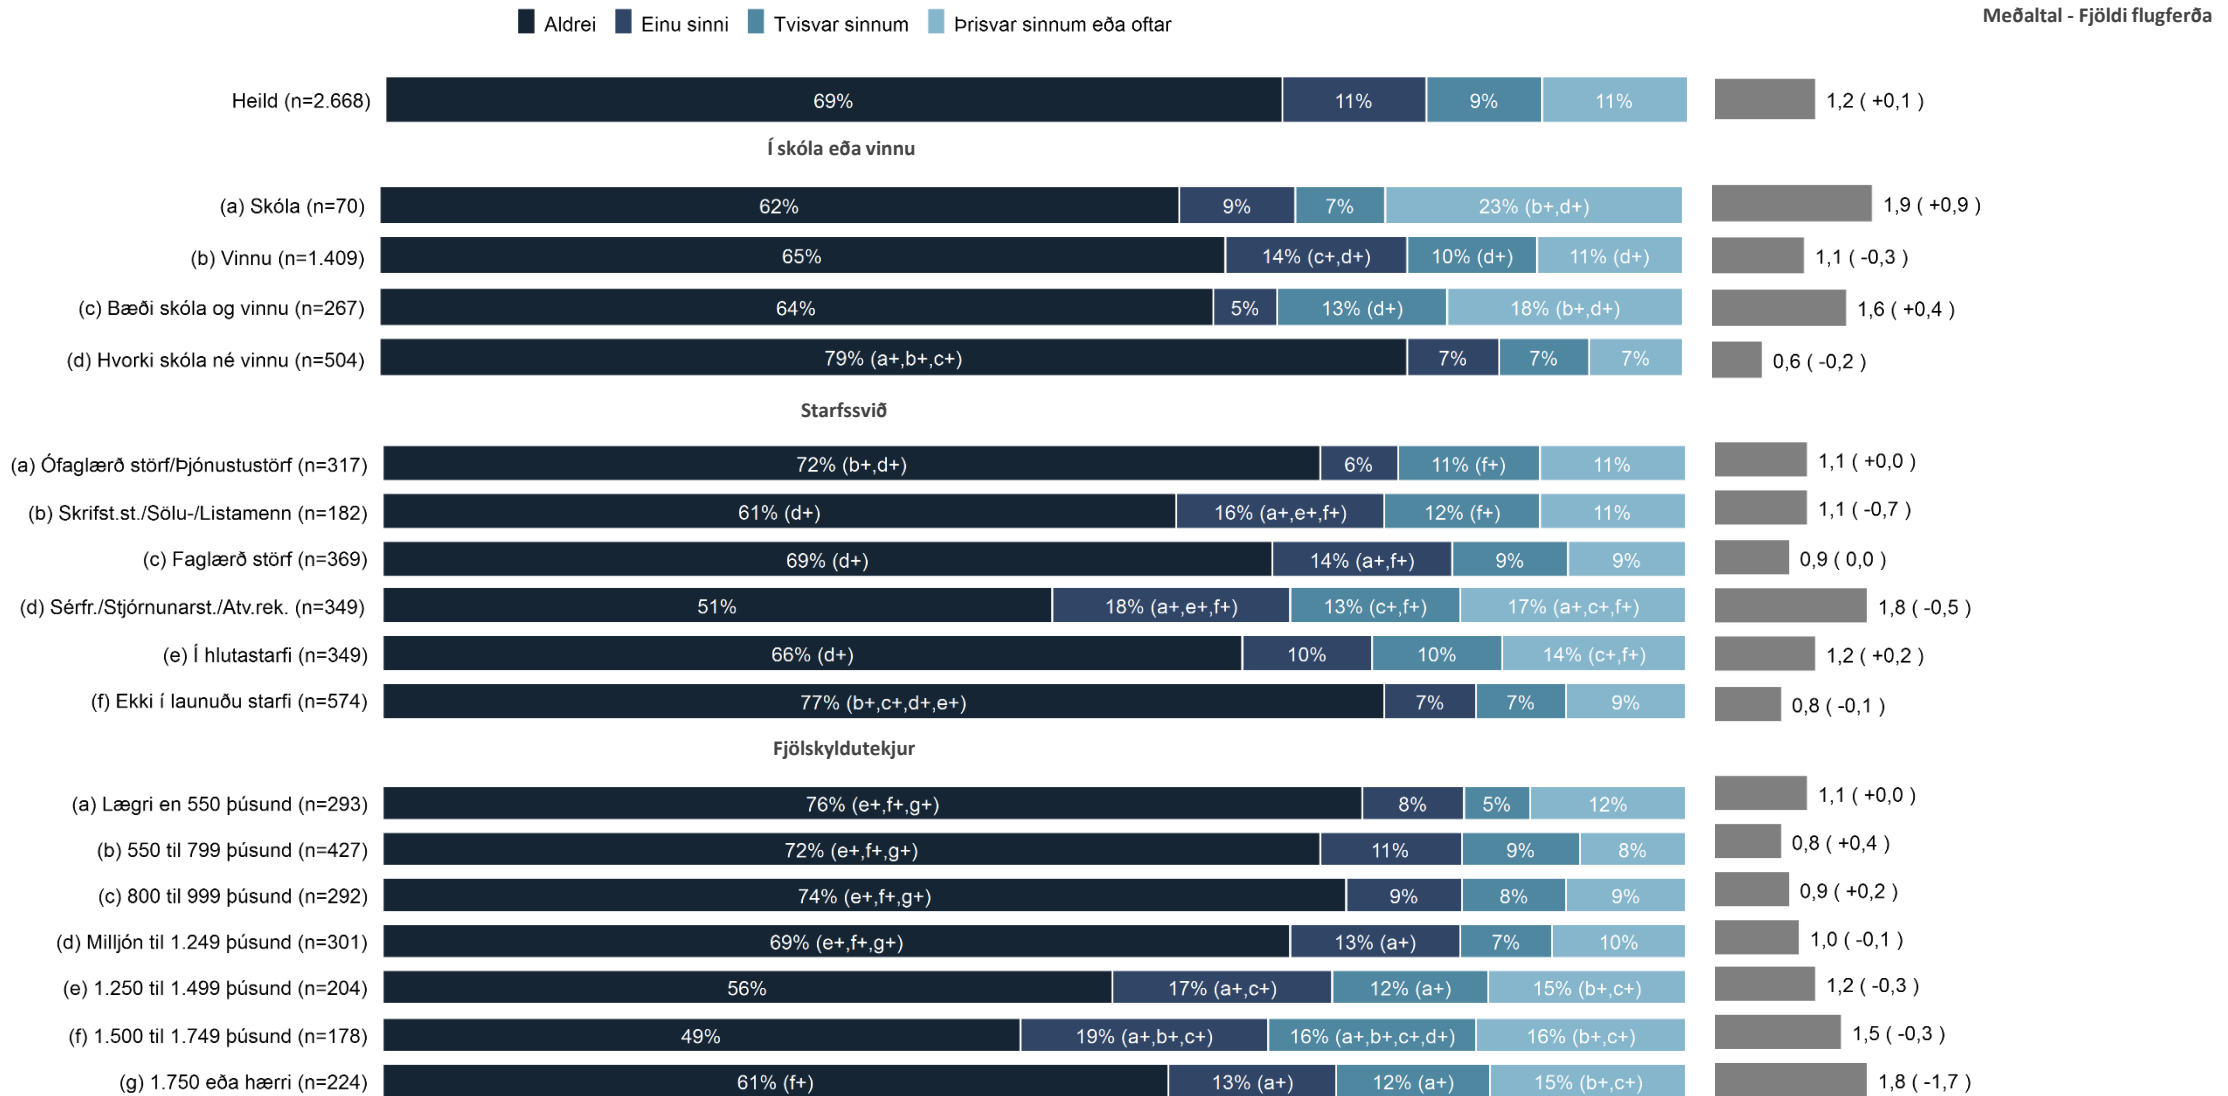 Aldrei Einu sinni Tvisvar sinnum Þrisvar sinnum eða oftar
Meðaltal - Fjöldi flugferða
Heild (n=2.668) 69% 11% 9% 11% 1,2 ( +0,1 )
Í skóla eða vinnu
(a) Skóla (n=70) 62% 9% 7% 23% (b+,d+) 1,9 ( +0,9 )
(b) Vinnu (n=1.409) 65% 14% (c+,d+) 10% (d+) 11% (d+) 1,1 ( -0,3 )
(c) Bæði skóla og vinnu (n=267) 64% 5% 13% (d+) 18% (b+,d+) 1,6 ( +0,4 )
(d) Hvorki skóla né vinnu (n=504) 79% (a+,b+,c+) 7% 7% 7% 0,6 ( -0,2 )
Starfssvið
(a) Ófaglærð störf/Þjónustustörf (n=317) 72% (b+,d+) 6% 11% (f+) 11% 1,1 ( +0,0 )
(b) Skrifst.st./Sölu-/Listamenn (n=182) 61% (d+) 16% (a+,e+,f+) 12% (f+) 11% 1,1 ( -0,7 )
(c) Faglærð störf (n=369) 69% (d+) 14% (a+,f+) 9% 9% 0,9 ( 0,0 )
(d) Sérfr./Stjórnunarst./Atv.rek. (n=349) 51% 18% (a+,e+,f+) 13% (c+,f+) 17% (a+,c+,f+) 1,8 ( -0,5 )
(e) Í hlutastarfi (n=349) 66% (d+) 10% 10% 14% (c+,f+) 1,2 ( +0,2 )
(f) Ekki í launuðu starfi (n=574) 77% (b+,c+,d+,e+) 7% 7% 9% 0,8 ( -0,1 )
Fjölskyldutekjur
(a) Lægri en 550 þúsund (n=293) 76% (e+,f+,g+) 8% 5% 12% 1,1 ( +0,0 )
(b) 550 til 799 þúsund (n=427) 72% (e+,f+,g+) 11% 9% 8% 0,8 ( +0,4 )
(c) 800 til 999 þúsund (n=292) 74% (e+,f+,g+) 9% 8% 9% 0,9 ( +0,2 )
(d) Milljón til 1.249 þúsund (n=301) 69% (e+,f+,g+) 13% (a+) 7% 10% 1,0 ( -0,1 )
(e) 1.250 til 1.499 þúsund (n=204) 56% 17% (a+,c+) 12% (a+) 15% (b+,c+) 1,2 ( -0,3 )
(f) 1.500 til 1.749 þúsund (n=178) 49% 19% (a+,b+,c+) 16% (a+,b+,c+,d+) 16% (b+,c+) 1,5 ( -0,3 )
(g) 1.750 eða hærri (n=224) 61% (f+) 13% (a+) 12% (a+) 15% (b+,c+) 1,8 ( -1,7 )